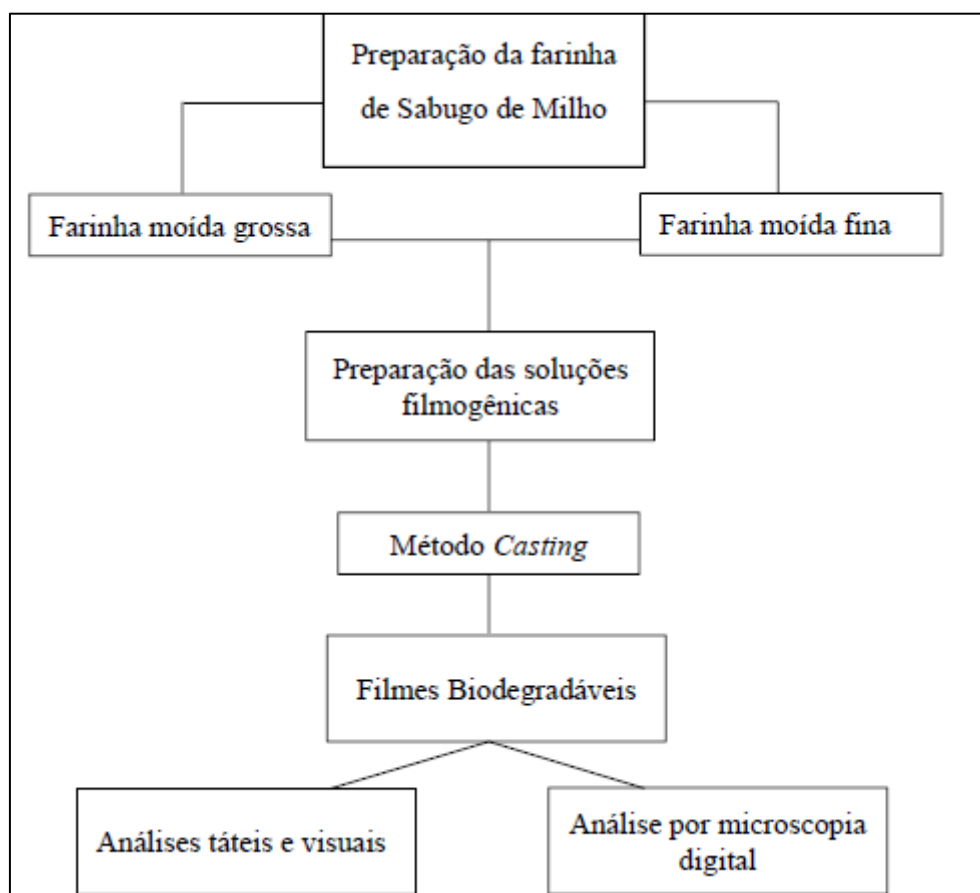 Preparação da farinha
de Sabugo de Milho
Farinha moída grossa
Farinha moída fina
Preparação das soluções
filmogênicas
Método Casting
Filmes Biodegradáveis
Análises táteis e visuais
Análise por microscopia
digital